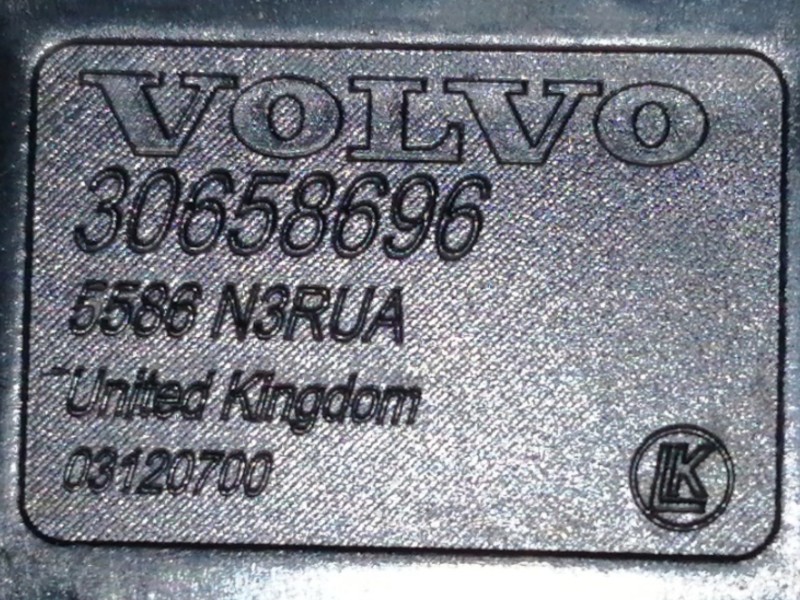 VOLVO
30658696
5586 N3RUA
United Kingdom
03120700
LK